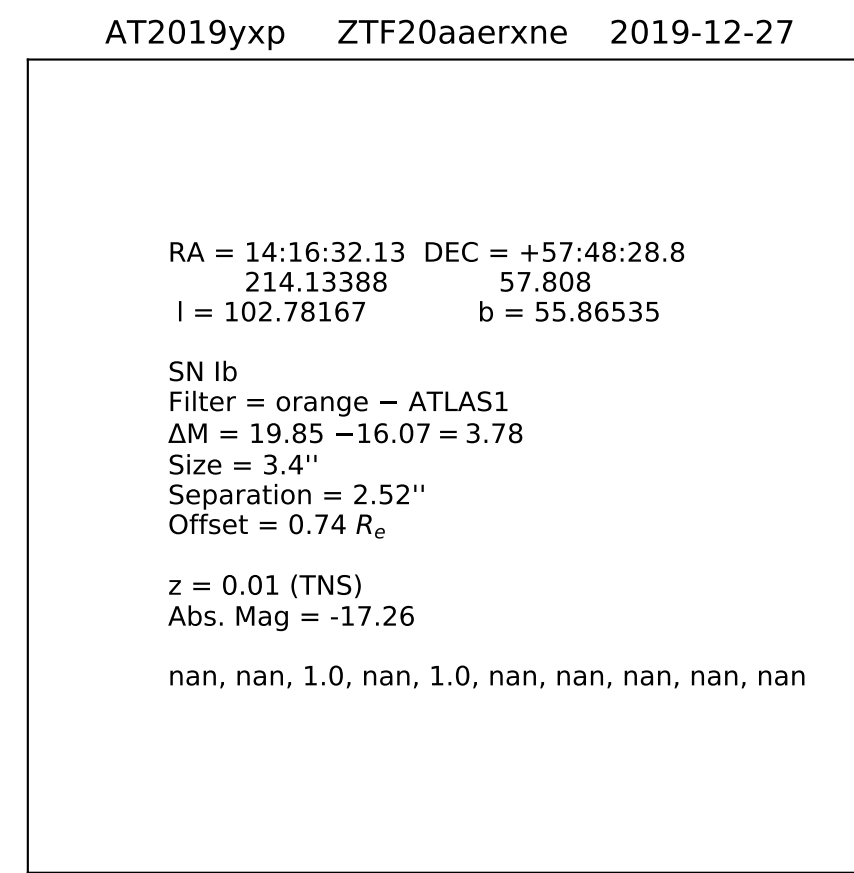 AT2019yxp ZTF20aaerxne 2019-12-27
RA = 14:16:32.13 DEC = +57:48:28.8
214.13388 57.808
l = 102.78167 b = 55.86535
SN Ib
Filter = orange − ATLAS1
ΔM = 19.85 −16.07 = 3.78
Size = 3.4''
Separation = 2.52''
Offset = 0.74 Re
z = 0.01 (TNS)
Abs. Mag = -17.26
nan, nan, 1.0, nan, 1.0, nan, nan, nan, nan, nan